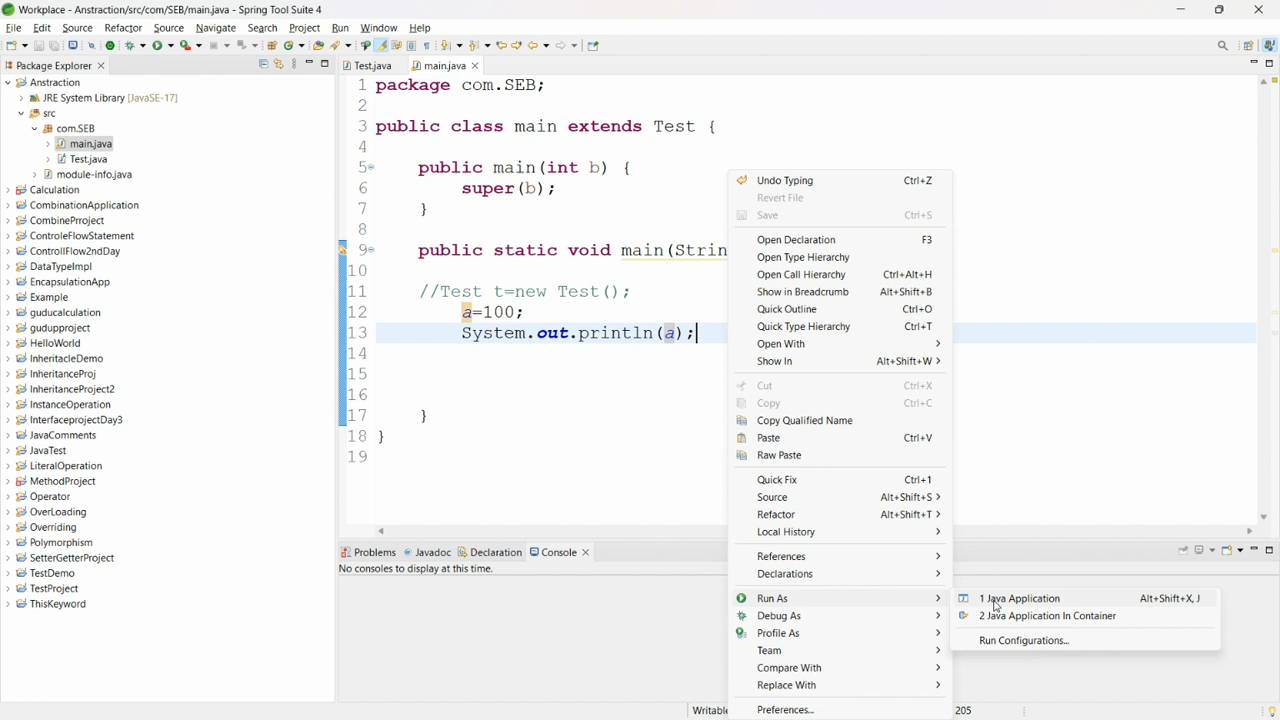 Workplace - Anstraction/src/com/SEB/main.java - Spring Tool Suite 4
File Edit Source Refactor Source Navigate Search Project Run Window Help
Package Explorer
Anstraction
JRE System Library [JavaSE-17]
src
com.SEB
main.java
Test.java
module-info.java
Calculation
CombinationApplication
CombineProject
ControleFlowStatement
ControllFlow2ndDay
DataTypeImpl
EncapsulationApp
Example
guducalculation
gudupproject
HelloWorld
InheritacleDemo
InheritanceProj
InheritanceProject2
InstanceOperation
InterfaceprojectDay3
JavaComments
JavaTest
LiteralOperation
MethodProject
Operator
OverLoading
Overriding
Polymorphism
SetterGetterProject
TestDemo
TestProject
ThisKeyword
Test.java main.java
1 package com.SEB;
2
3 public class main extends Test {
4
5 public main(int b) {
6 super(b);
7 }
8
9 public static void main(Strin
10
11 //Test t=new Test();
12 a=100;
13 System.out.println(a);
14
15
16
17 }
18 }
19
Undo Typing Ctrl+Z
Revert File
Save Ctrl+S
Open Declaration F3
Open Type Hierarchy
Open Call Hierarchy Ctrl+Alt+H
Show in Breadcrumb Alt+Shift+B
Quick Outline Ctrl+O
Quick Type Hierarchy Ctrl+T
Open With
Show In Alt+Shift+W
Cut Ctrl+X
Copy Ctrl+C
Copy Qualified Name
Paste Ctrl+V
Raw Paste
Quick Fix Ctrl+1
Source Alt+Shift+S
Refactor Alt+Shift+T
Local History
References
Declarations
Run As
Debug As
Profile As
Team
Compare With
Replace With
Preferences...
1 Java Application Alt+Shift+X, J
2 Java Application In Container
Run Configurations...
Problems Javadoc Declaration Console
No consoles to display at this time.
Writable
205